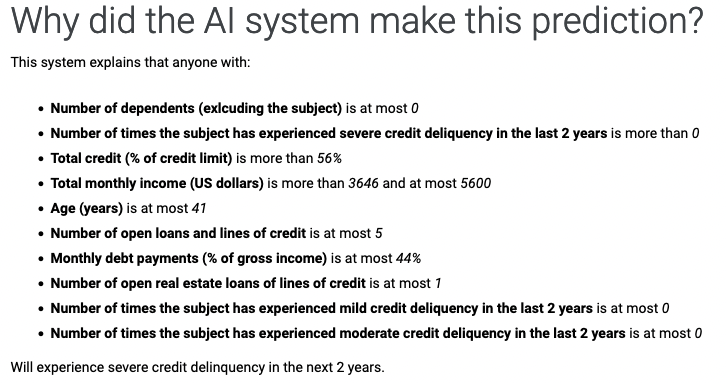 Why did the AI system make this prediction?
This system explains that anyone with:
• Number of dependents (exlcuding the subject) is at most 0
• Number of times the subject has experienced severe credit deliquency in the last 2 years is more than 0
• Total credit (% of credit limit) is more than 56%
• Total monthly income (US dollars) is more than 3646 and at most 5600
• Age (years) is at most 41
• Number of open loans and lines of credit is at most 5
• Monthly debt payments (% of gross income) is at most 44%
• Number of open real estate loans of lines of credit is at most 1
• Number of times the subject has experienced mild credit deliquency in the last 2 years is at most 0
• Number of times the subject has experienced moderate credit deliquency in the last 2 years is at most 0
Will experience severe credit delinquency in the next 2 years.